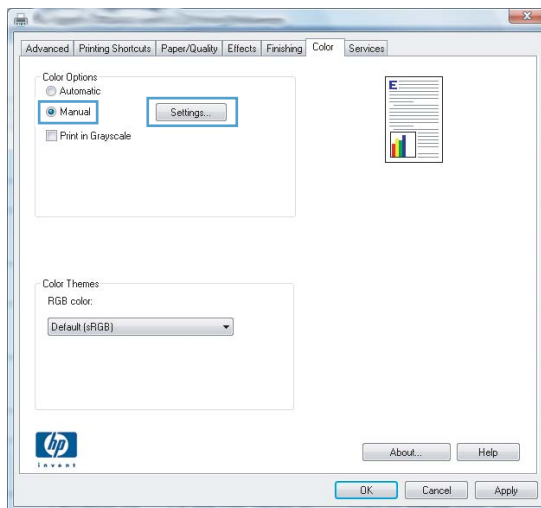 Advanced Printing Shortcuts Paper/Quality Effects Finishing Color Services
Color Options
Automatic
Manual Settings...
Print in Grayscale
E
Color Themes
RGB color:
Default (sRGB)
hp
invent
About... Help
OK Cancel Apply